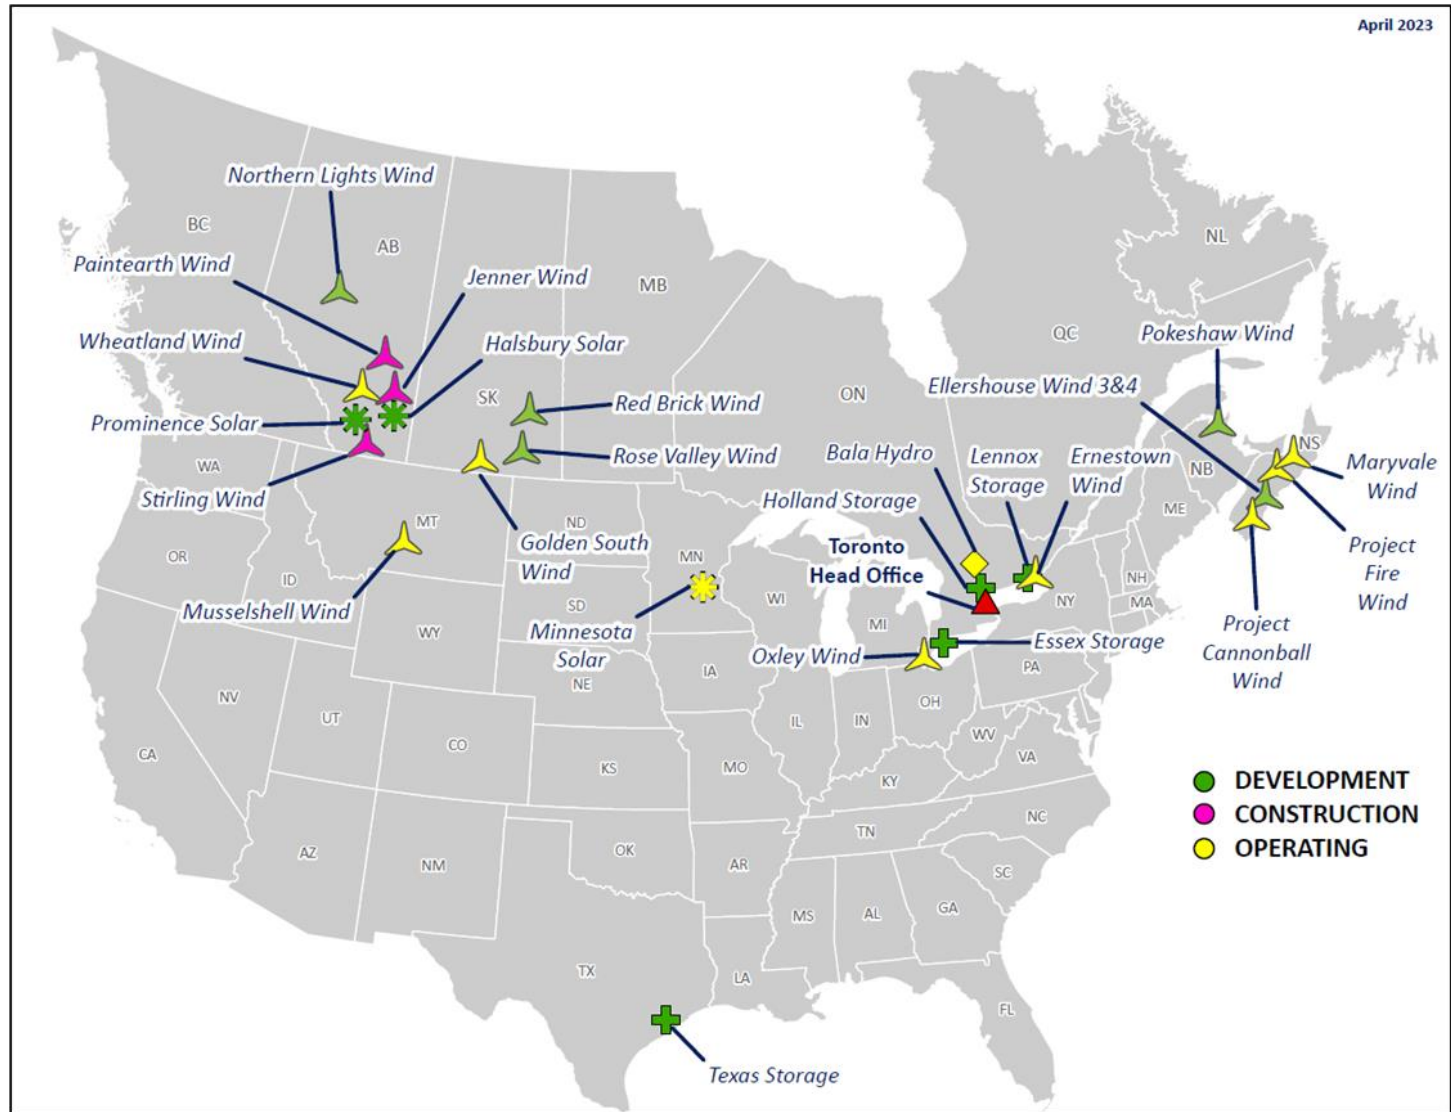 April 2023
Northern Lights Wind
BC
AB
NL
Paintearth Wind
Jenner Wind
MB
Wheatland Wind
Halsbury Solar
QC
Pokeshaw Wind
Ellershouse Wind 3&4
SK
ON
Red Brick Wind
Prominence Solar
Rose Valley Wind
Bala Hydro
Lennox
Storage
Ernestown
Wind
NS
NB
Maryvale
Wind
WA
Stirling Wind
Holland Storage
ME
MT
ND
Golden South
Wind
MN
Toronto
Head Office
Project
Fire
Wind
OR
ID
NH
Musselshell Wind
SD
WI
NY
MA
MI
WY
Minnesota
Solar
Oxley Wind
Essex Storage
Project
Cannonball
Wind
PA
IA
NE
NV
OH
UT
IL
IN
WV
CO
CA
VA
KS
MO
KY
DEVELOPMENT
CONSTRUCTION
OPERATING
NC
TN
AZ
OK
NM
AR
SC
MS
AL
GA
TX
LA
FL
Texas Storage